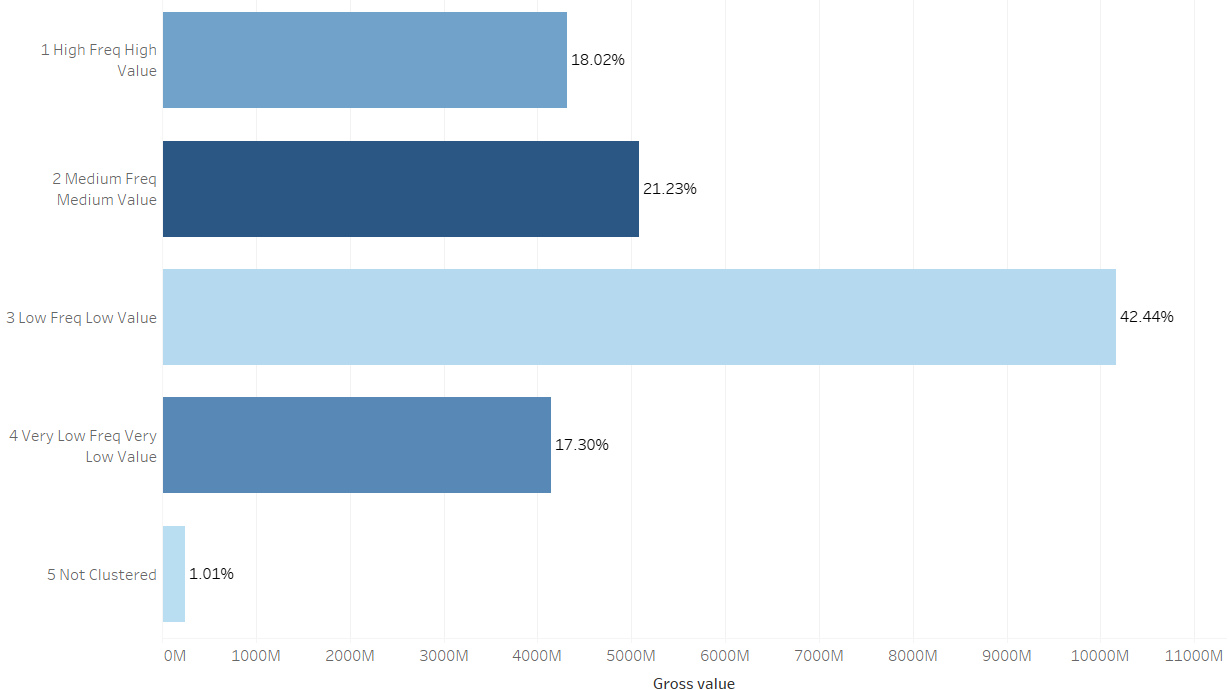 1 High Freq High
Value
18.02%
2 Medium Freq
Medium Value
21.23%
3 Low Freq Low Value
42.44%
4 Very Low Freq Very
Low Value
17.30%
5 Not Clustered
1.01%
0M 1000M 2000M 3000M 4000M 5000M 6000M 7000M 8000M 9000M 10000M 11000M
Gross value